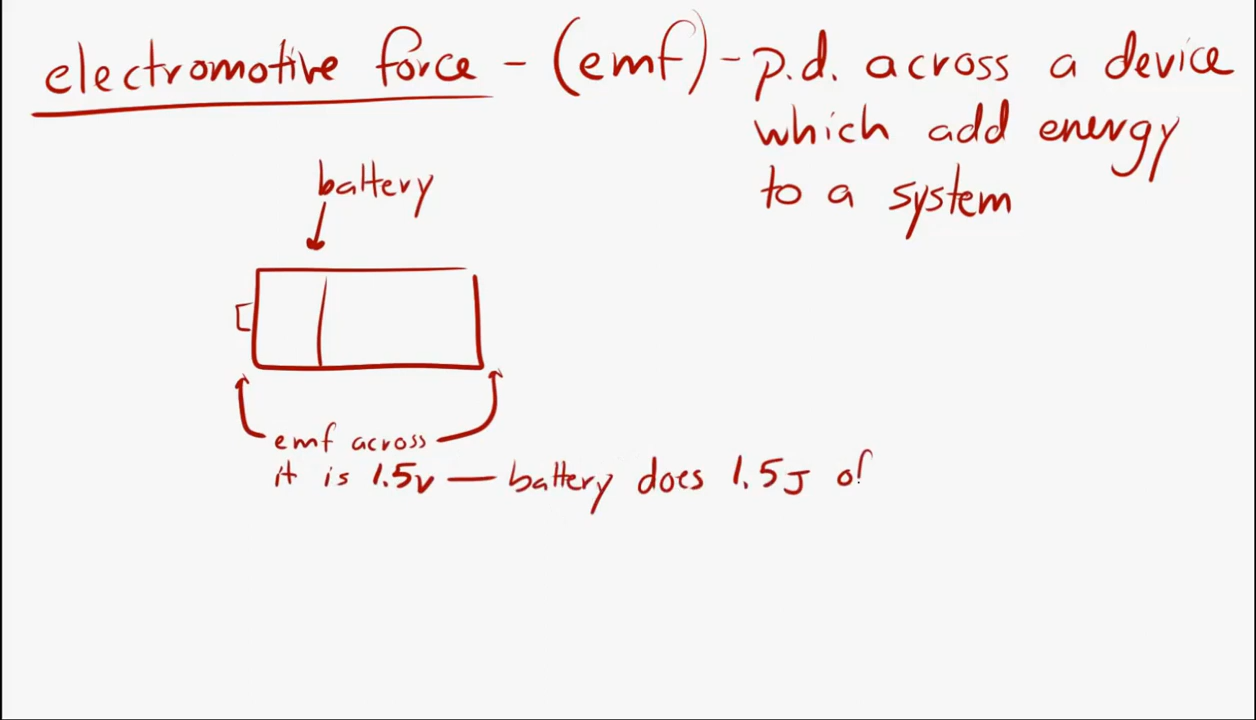 electromotive force - (emf) - p.d. across a device
which add energy
to a system
battery
emf across
it is 1.5v — battery does 1.5J of